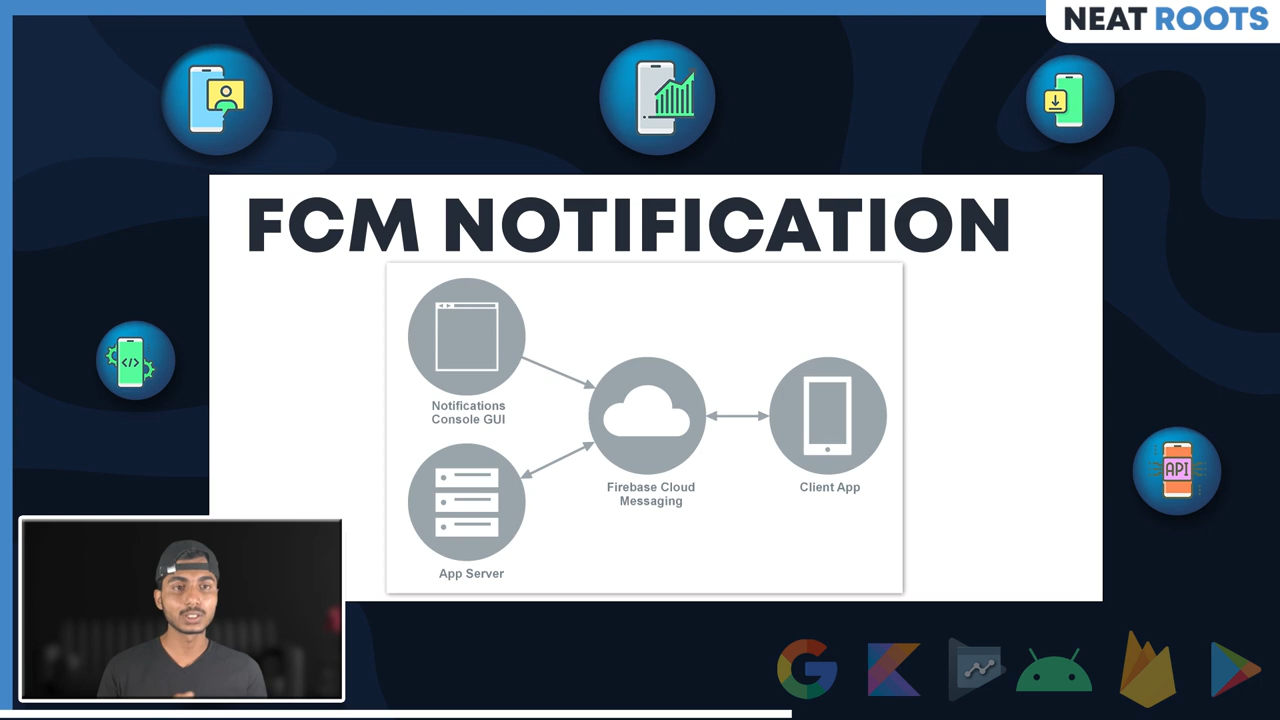 NEAT ROOTS
FCM NOTIFICATION
Notifications
Console GUI
Firebase Cloud
Messaging
Client App
App Server
</>
API